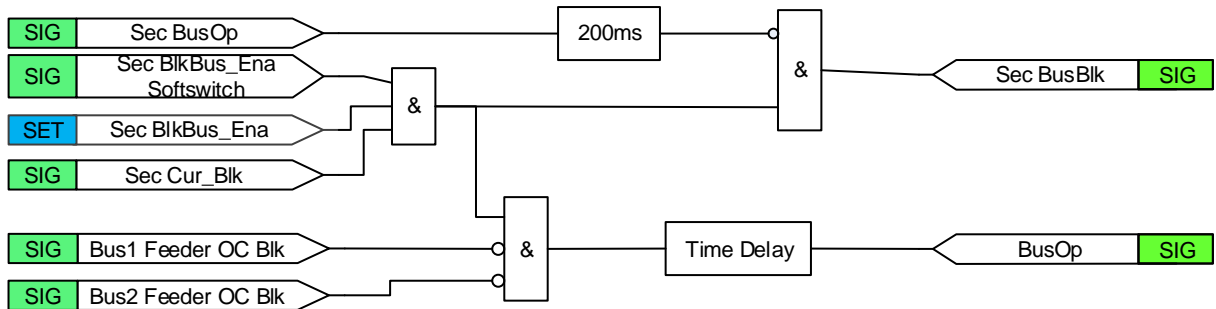 SIG Sec BusOp
200ms
SIG Sec BlkBus_Ena
Softswitch
&
&
Sec BusBlk SIG
SET Sec BlkBus_Ena
SIG Sec Cur_Blk
SIG Bus1 Feeder OC Blk
&
Time Delay
BusOp SIG
SIG Bus2 Feeder OC Blk